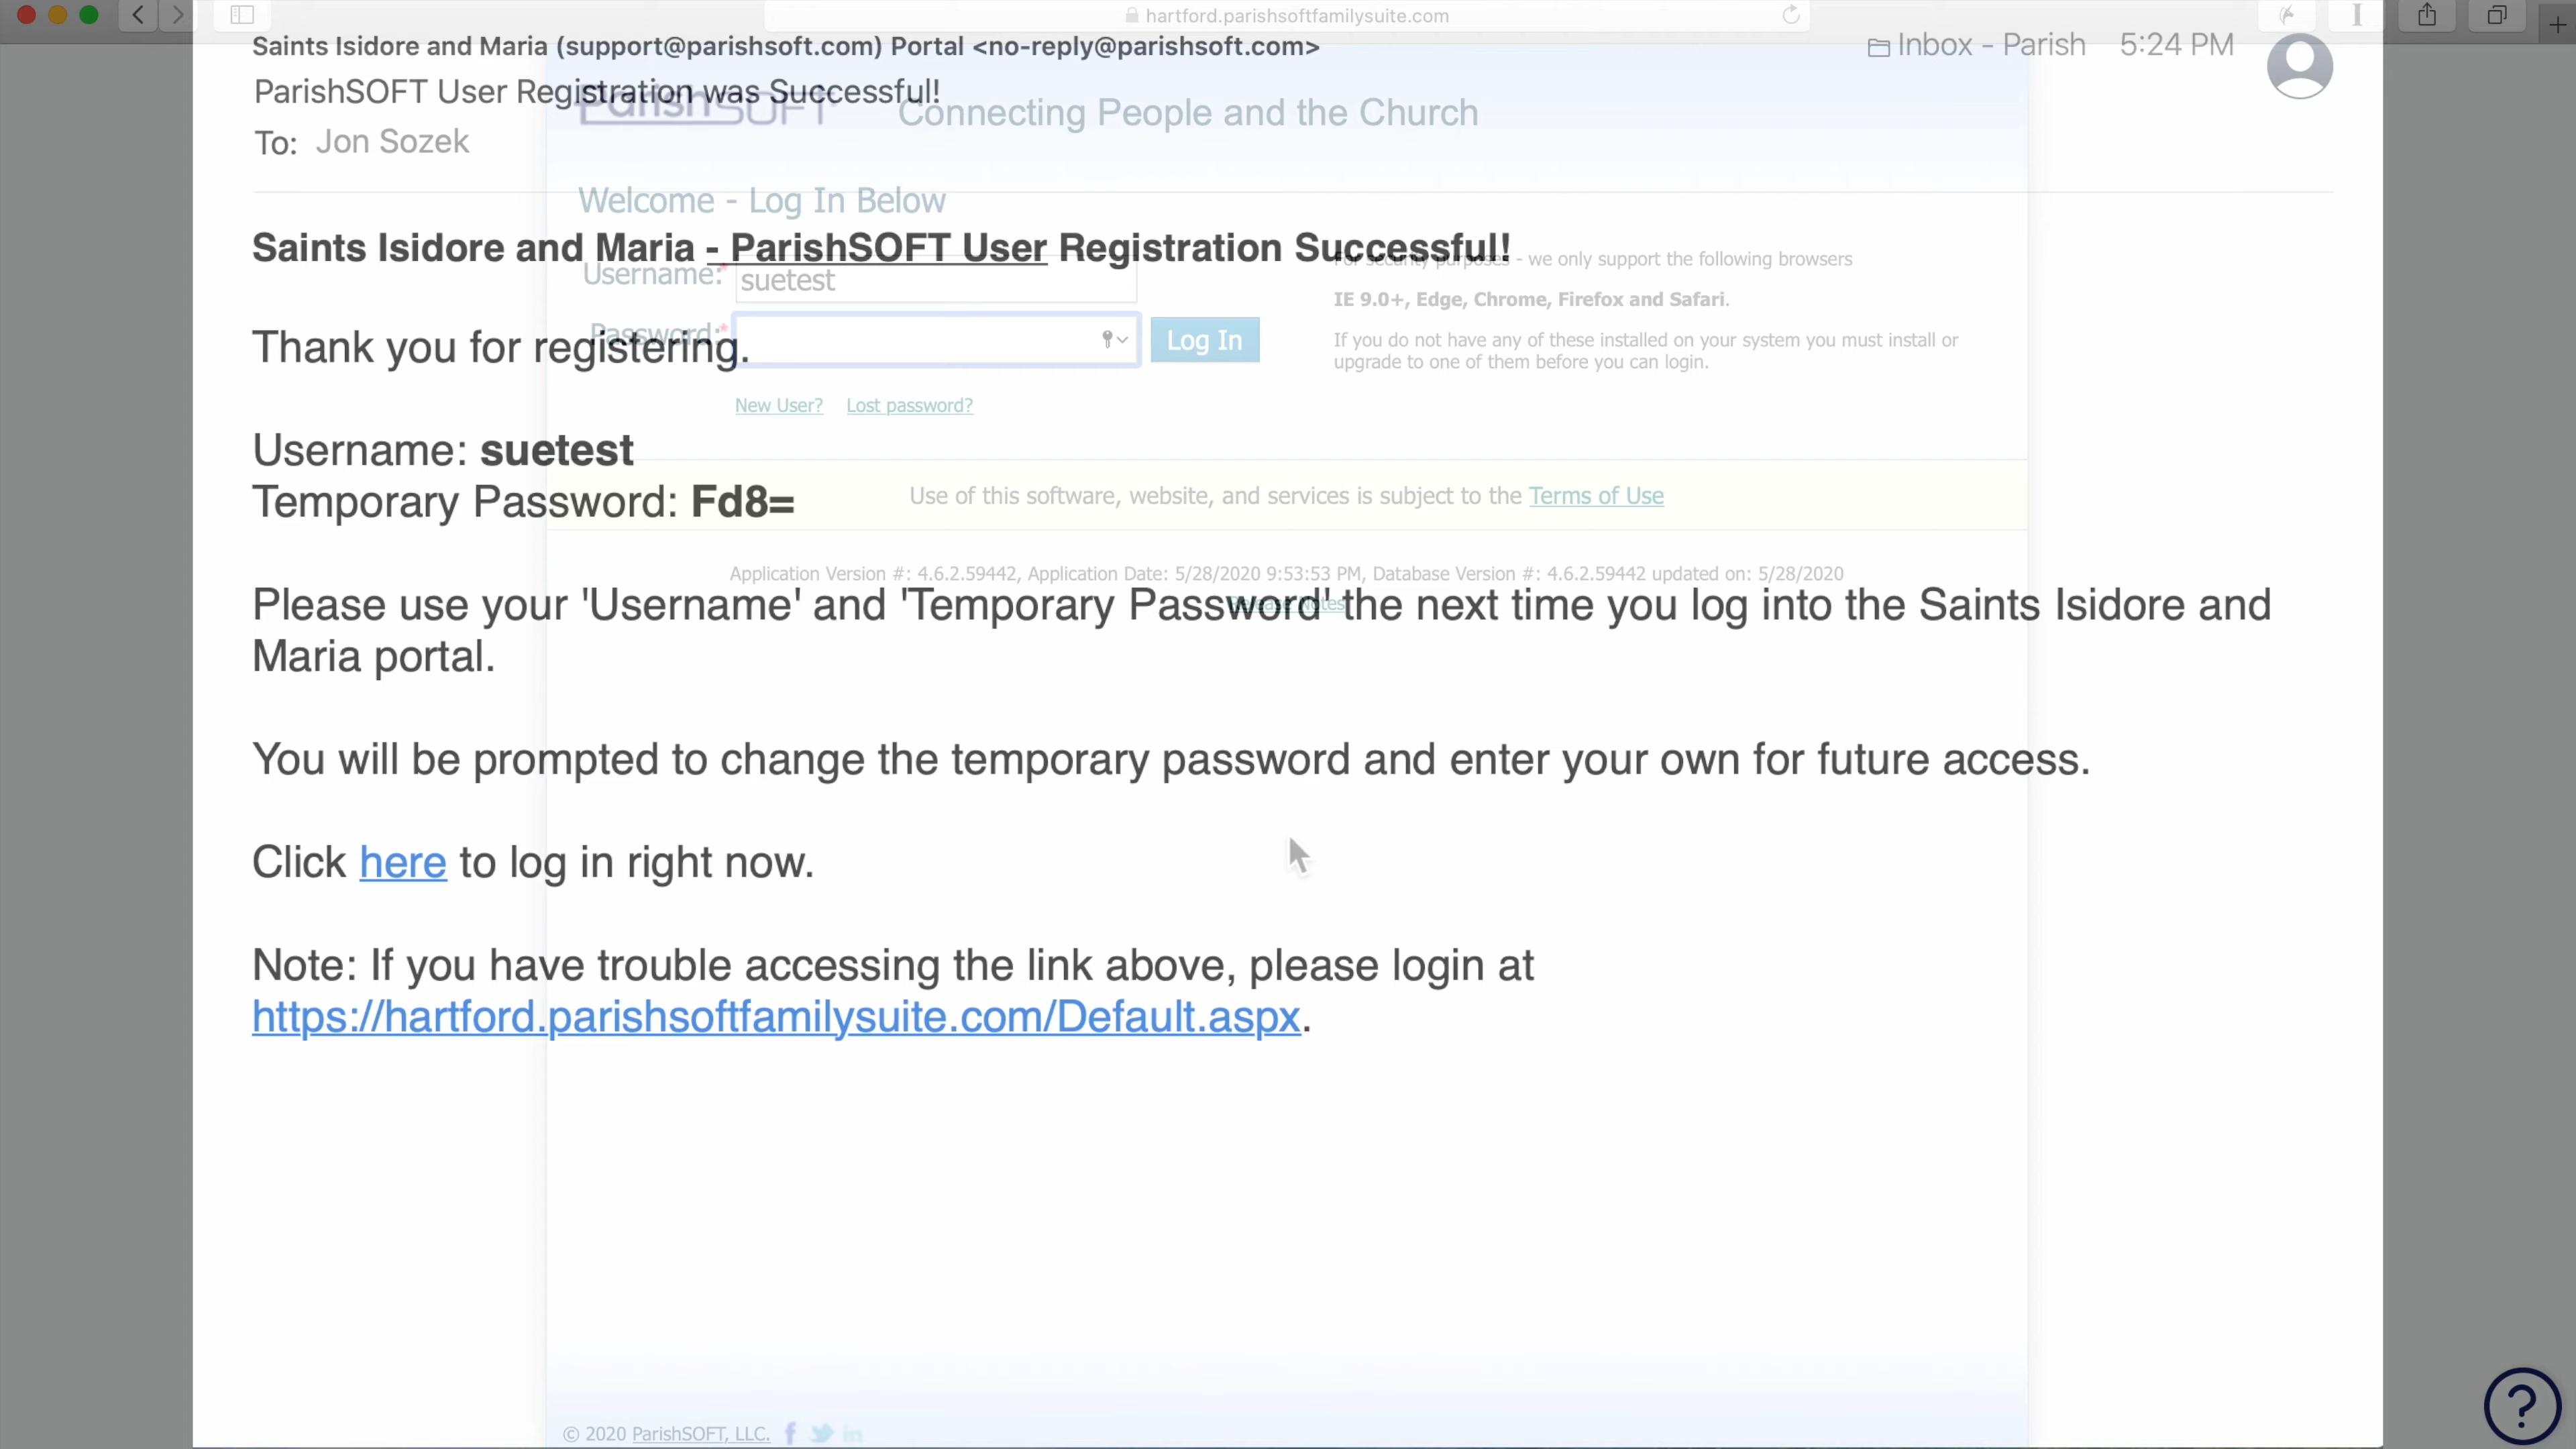 hartford.parishsoftfamilysuite.com
Saints Isidore and Maria (support@parishsoft.com) Portal <no-reply@parishsoft.com>
Inbox - Parish 5:24 PM
ParishSOFT User Registration was Successful!
ParishSOFT Connecting People and the Church
To: Jon Sozek
Welcome - Log In Below
Saints Isidore and Maria - ParishSOFT User Registration Successful!
For security purposes - we only support the following browsers
Username:* suetest
IE 9.0+, Edge, Chrome, Firefox and Safari.
Password:* Log In
If you do not have any of these installed on your system you must install or
upgrade to one of them before you can login.
Thank you for registering.
New User? Lost password?
Username: suetest
Temporary Password: Fd8=
Use of this software, website, and services is subject to the Terms of Use
Application Version #: 4.6.2.59442, Application Date: 5/28/2020 9:53:53 PM, Database Version #: 4.6.2.59442 updated on: 5/28/2020
Release Notes
Please use your 'Username' and 'Temporary Password' the next time you log into the Saints Isidore and
Maria portal.
You will be prompted to change the temporary password and enter your own for future access.
Click here to log in right now.
Note: If you have trouble accessing the link above, please login at
https://hartford.parishsoftfamilysuite.com/Default.aspx.
© 2020 ParishSOFT, LLC.